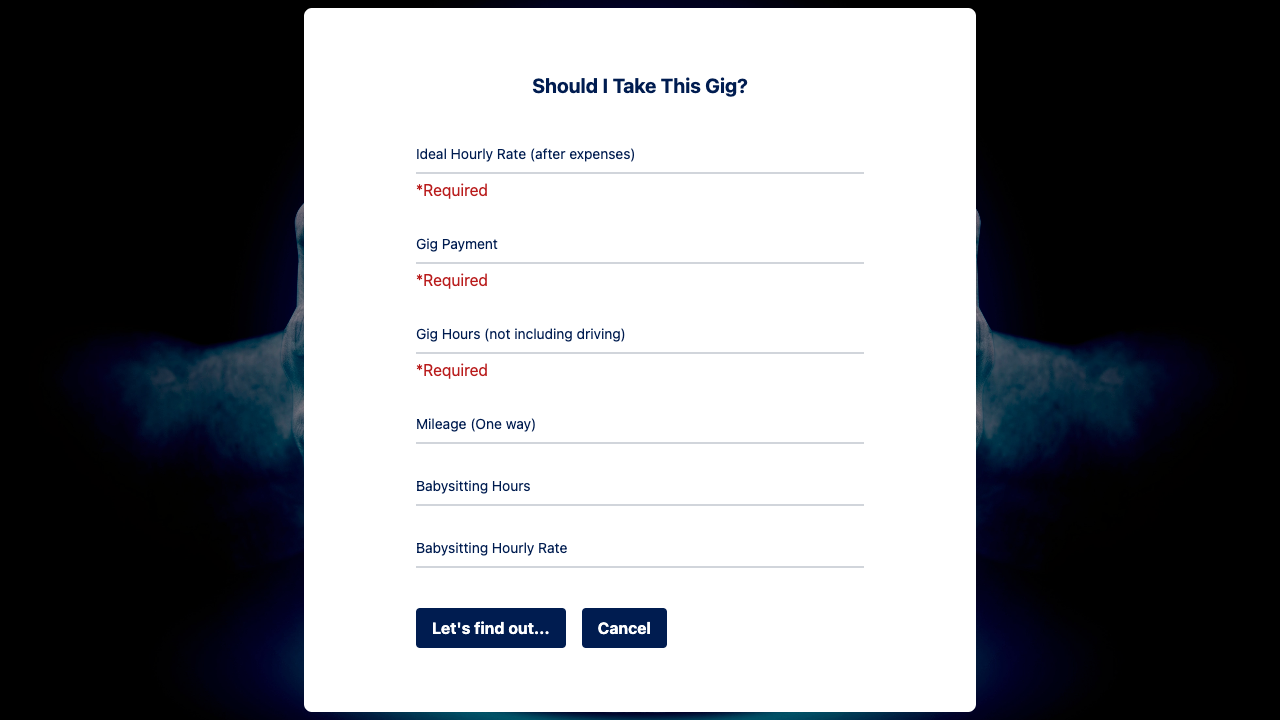 Should I Take This Gig?
Ideal Hourly Rate (after expenses)
*Required
Gig Payment
*Required
Gig Hours (not including driving)
*Required
Mileage (One way)
Babysitting Hours
Babysitting Hourly Rate
Let's find out...
Cancel